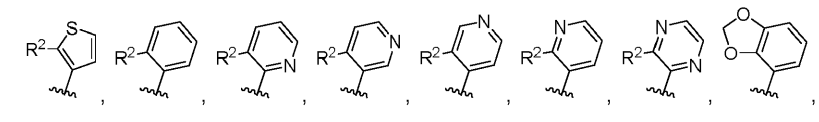 S
R²
,
R²
,
R²
N
,
R²
N
,
N
R²
,
N
R²
,
N
R²
N
,
O
O
,